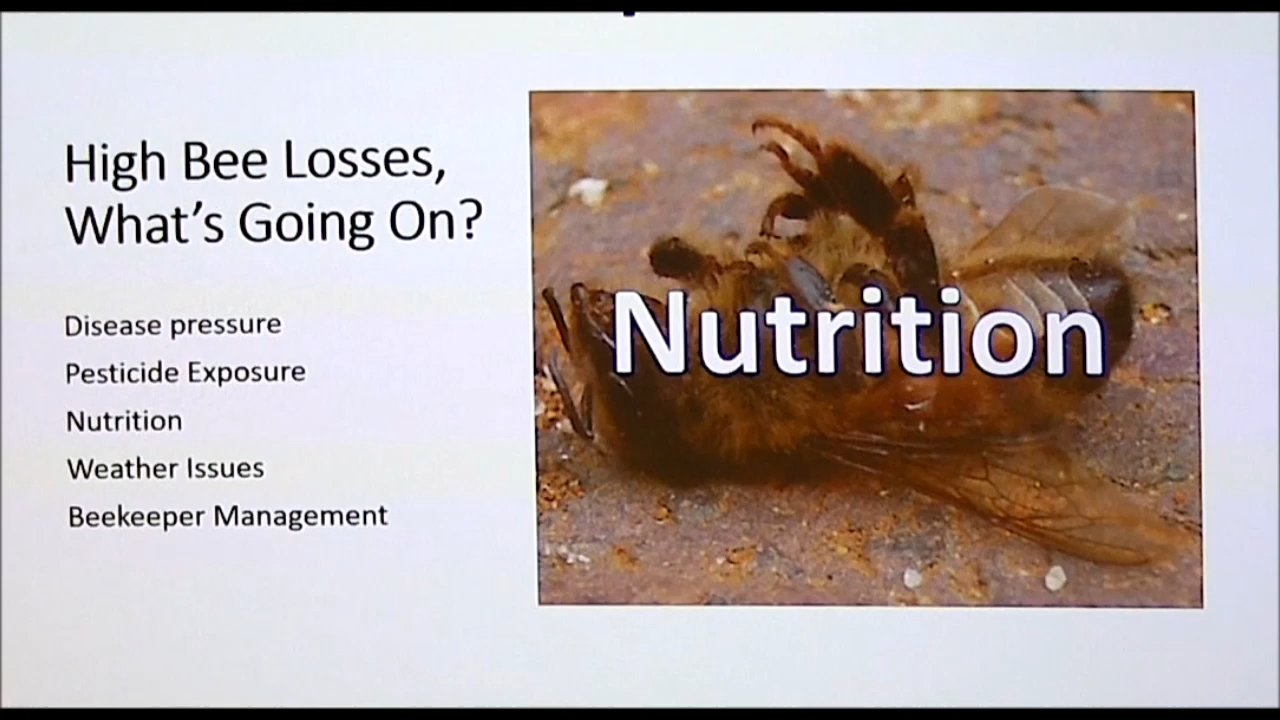 High Bee Losses,
What's Going On?
Disease pressure
Pesticide Exposure
Nutrition
Weather Issues
Beekeeper Management
Nutrition